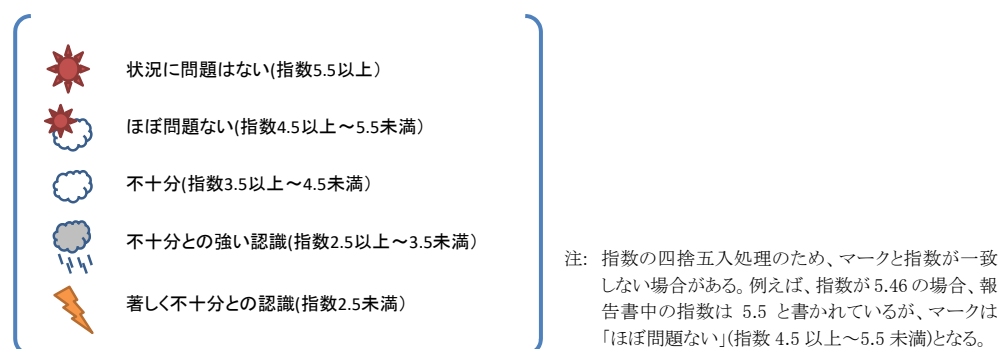 状況に問題はない(指数5.5以上)
ほぼ問題ない(指数4.5以上～5.5未満)
不十分(指数3.5以上～4.5未満)
不十分との強い認識(指数2.5以上～3.5未満)
著しく不十分との認識(指数2.5未満)
注: 指数の四捨五入処理のため、マークと指数が一致
しない場合がある。例えば、指数が 5.46 の場合、報
告書中の指数は 5.5 と書かれているが、マークは
「ほぼ問題ない」(指数 4.5 以上～5.5 未満)となる。